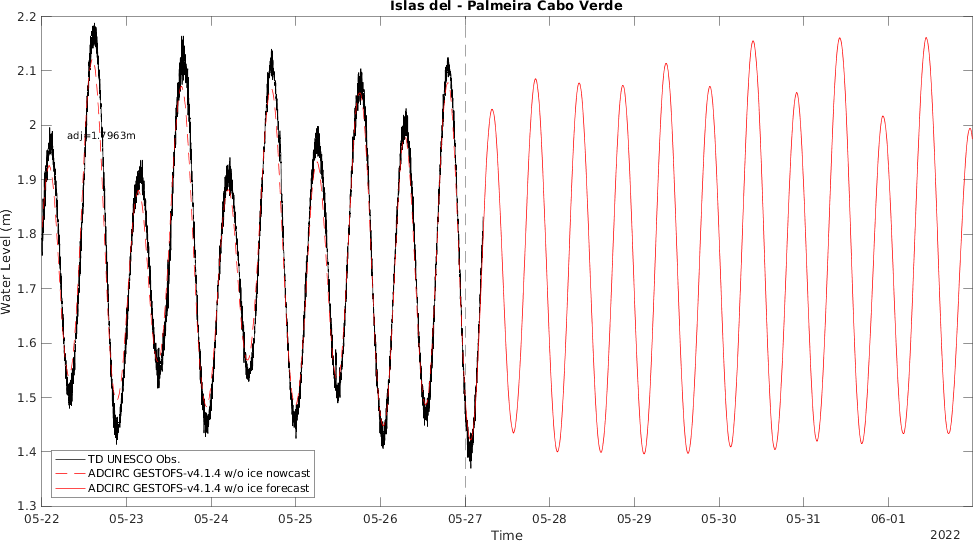 Islas del - Palmeira Cabo Verde
2.2
2.1
2
1.9
1.8
1.7
1.6
1.5
1.4
1.3
Water Level (m)
adj=1.7963m
TD UNESCO Obs.
ADCIRC GESTOFS-v4.1.4 w/o ice nowcast
ADCIRC GESTOFS-v4.1.4 w/o ice forecast
05-22 05-23 05-24 05-25 05-26 05-27 05-28 05-29 05-30 05-31 06-01
Time
2022